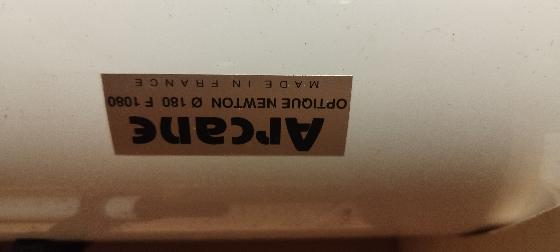 Arcane
OPTIQUE NEWTON Ø 180 F 1080
MADE IN FRANCE